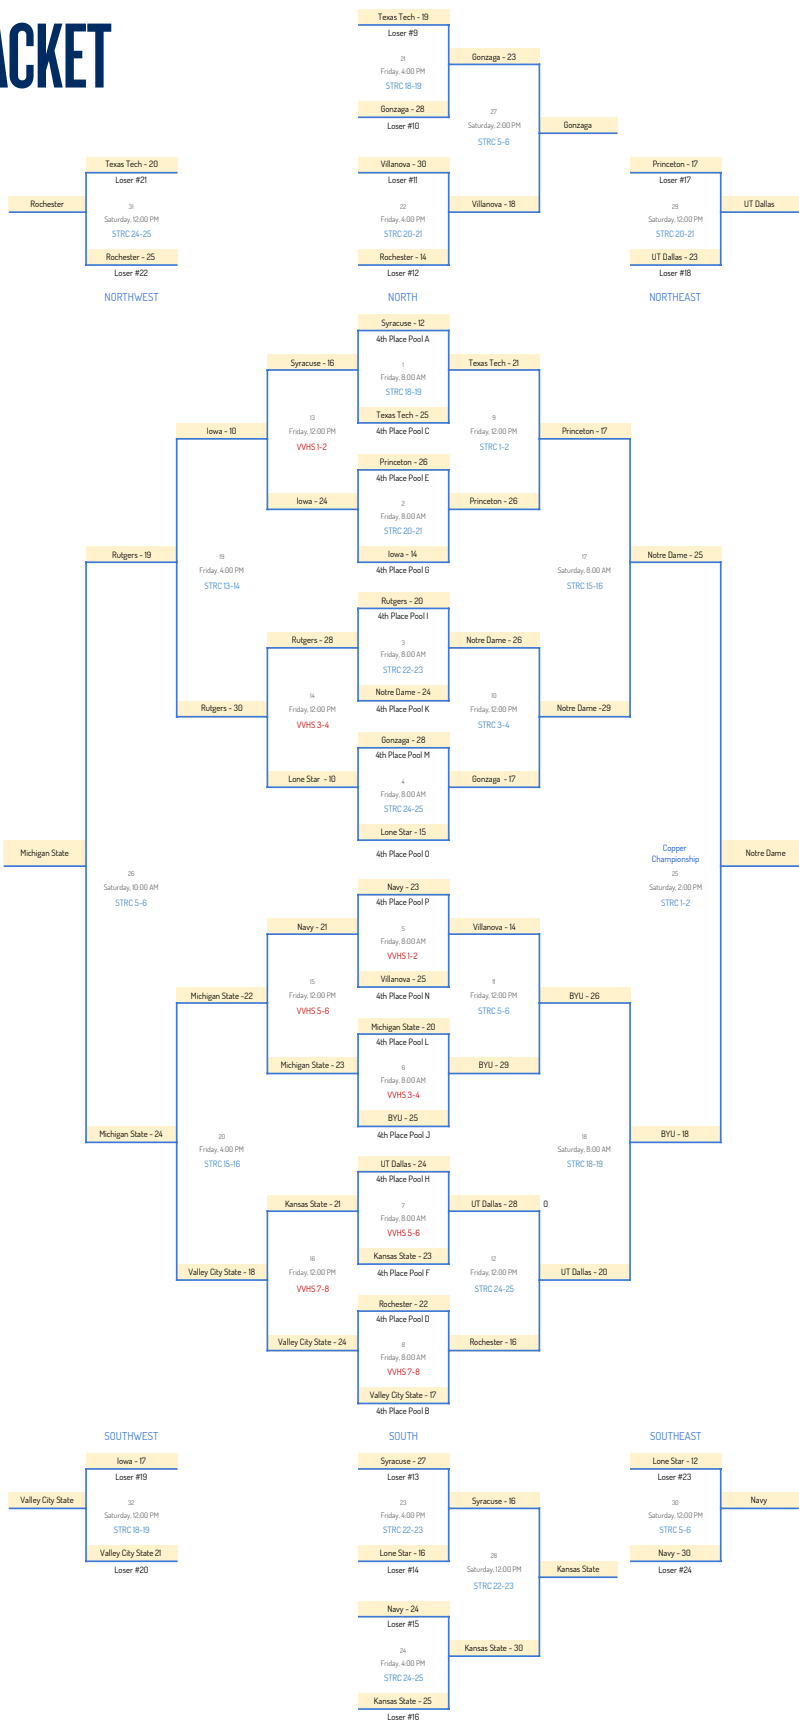 ACKET
Texas Tech - 19
Loser #9
21
Friday, 4:00 PM
STRC 18-19
Gonzaga - 28
Loser #10
Gonzaga - 23
27
Saturday, 2:00 PM
STRC 5-6
Gonzaga
Villanova - 30
Loser #11
22
Friday, 4:00 PM
STRC 20-21
Rochester - 14
Loser #12
Villanova - 18
Texas Tech - 20
Loser #21
Rochester
31
Saturday, 12:00 PM
STRC 24-25
Rochester - 25
Loser #22
Princeton - 17
Loser #17
29
Saturday, 12:00 PM
STRC 20-21
UT Dallas - 23
Loser #18
UT Dallas
NORTHWEST
NORTH
NORTHEAST
Syracuse - 12
4th Place Pool A
1
Friday, 8:00 AM
STRC 18-19
Texas Tech - 25
4th Place Pool C
Syracuse - 16
13
Friday, 12:00 PM
VVHS 1-2
Iowa - 24
Texas Tech - 21
9
Friday, 12:00 PM
STRC 1-2
Princeton - 26
Iowa - 10
Princeton - 17
Princeton - 26
4th Place Pool E
2
Friday, 8:00 AM
STRC 20-21
Iowa - 14
4th Place Pool G
Rutgers - 19
19
Friday, 4:00 PM
STRC 13-14
17
Saturday, 8:00 AM
STRC 15-16
Notre Dame - 25
Rutgers - 20
4th Place Pool I
3
Friday, 8:00 AM
STRC 22-23
Notre Dame - 24
4th Place Pool K
Rutgers - 28
14
Friday, 12:00 PM
VVHS 3-4
Lone Star - 10
Notre Dame - 26
10
Friday, 12:00 PM
STRC 3-4
Gonzaga - 17
Rutgers - 30
Notre Dame -29
Gonzaga - 28
4th Place Pool M
4
Friday, 8:00 AM
STRC 24-25
Lone Star - 15
4th Place Pool O
Michigan State
26
Saturday, 10:00 AM
STRC 5-6
Copper
Championship
25
Saturday, 2:00 PM
STRC 1-2
Notre Dame
Navy - 23
4th Place Pool P
5
Friday, 8:00 AM
VVHS 1-2
Villanova - 25
4th Place Pool N
Navy - 21
15
Friday, 12:00 PM
VVHS 5-6
Michigan State - 23
Villanova - 14
11
Friday, 12:00 PM
STRC 5-6
BYU - 29
Michigan State -22
BYU - 26
Michigan State - 20
4th Place Pool L
6
Friday, 8:00 AM
VVHS 3-4
BYU - 25
4th Place Pool J
Michigan State - 24
20
Friday, 4:00 PM
STRC 15-16
18
Saturday, 8:00 AM
STRC 18-19
BYU - 18
UT Dallas - 24
4th Place Pool H
7
Friday, 8:00 AM
VVHS 5-6
Kansas State - 23
4th Place Pool F
Kansas State - 21
16
Friday, 12:00 PM
VVHS 7-8
Valley City State - 24
UT Dallas - 28
0
12
Friday, 12:00 PM
STRC 24-25
Rochester - 16
Valley City State - 18
UT Dallas - 20
Rochester - 22
4th Place Pool D
8
Friday, 8:00 AM
VVHS 7-8
Valley City State - 17
4th Place Pool B
SOUTHWEST
SOUTH
SOUTHEAST
Iowa - 17
Loser #19
Valley City State
32
Saturday, 12:00 PM
STRC 18-19
Valley City State 21
Loser #20
Syracuse - 27
Loser #13
23
Friday, 4:00 PM
STRC 22-23
Lone Star - 16
Loser #14
Syracuse - 16
28
Saturday, 12:00 PM
STRC 22-23
Kansas State
Lone Star - 12
Loser #23
30
Saturday, 12:00 PM
STRC 5-6
Navy - 30
Loser #24
Navy
Navy - 24
Loser #15
24
Friday, 4:00 PM
STRC 24-25
Kansas State - 25
Loser #16
Kansas State - 30